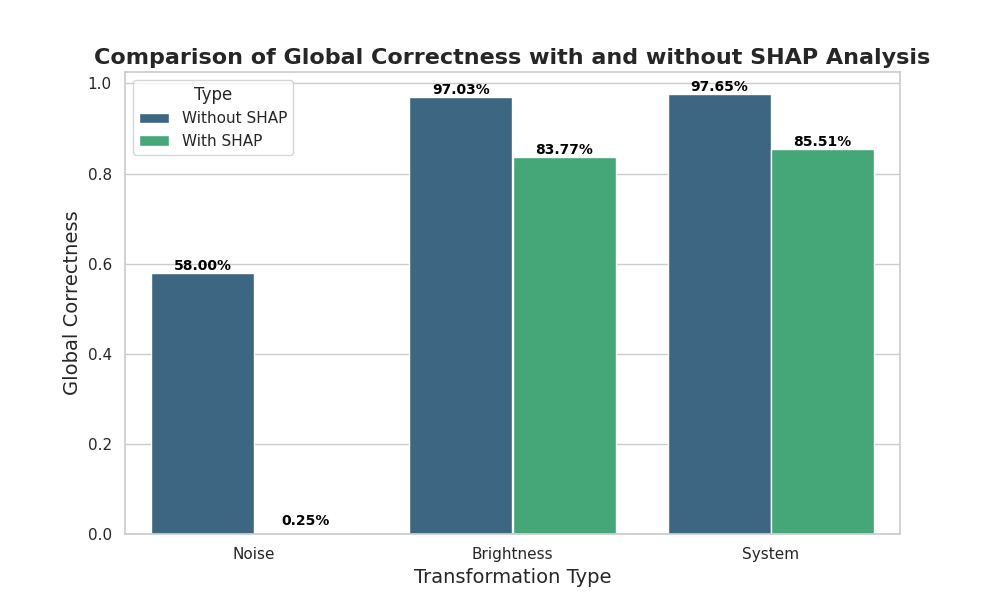 Comparison of Global Correctness with and without SHAP Analysis
Type
Without SHAP
With SHAP
Global Correctness
1.0
0.8
0.6
0.4
0.2
0.0
58.00%
0.25%
97.03%
83.77%
97.65%
85.51%
Noise
Brightness
System
Transformation Type